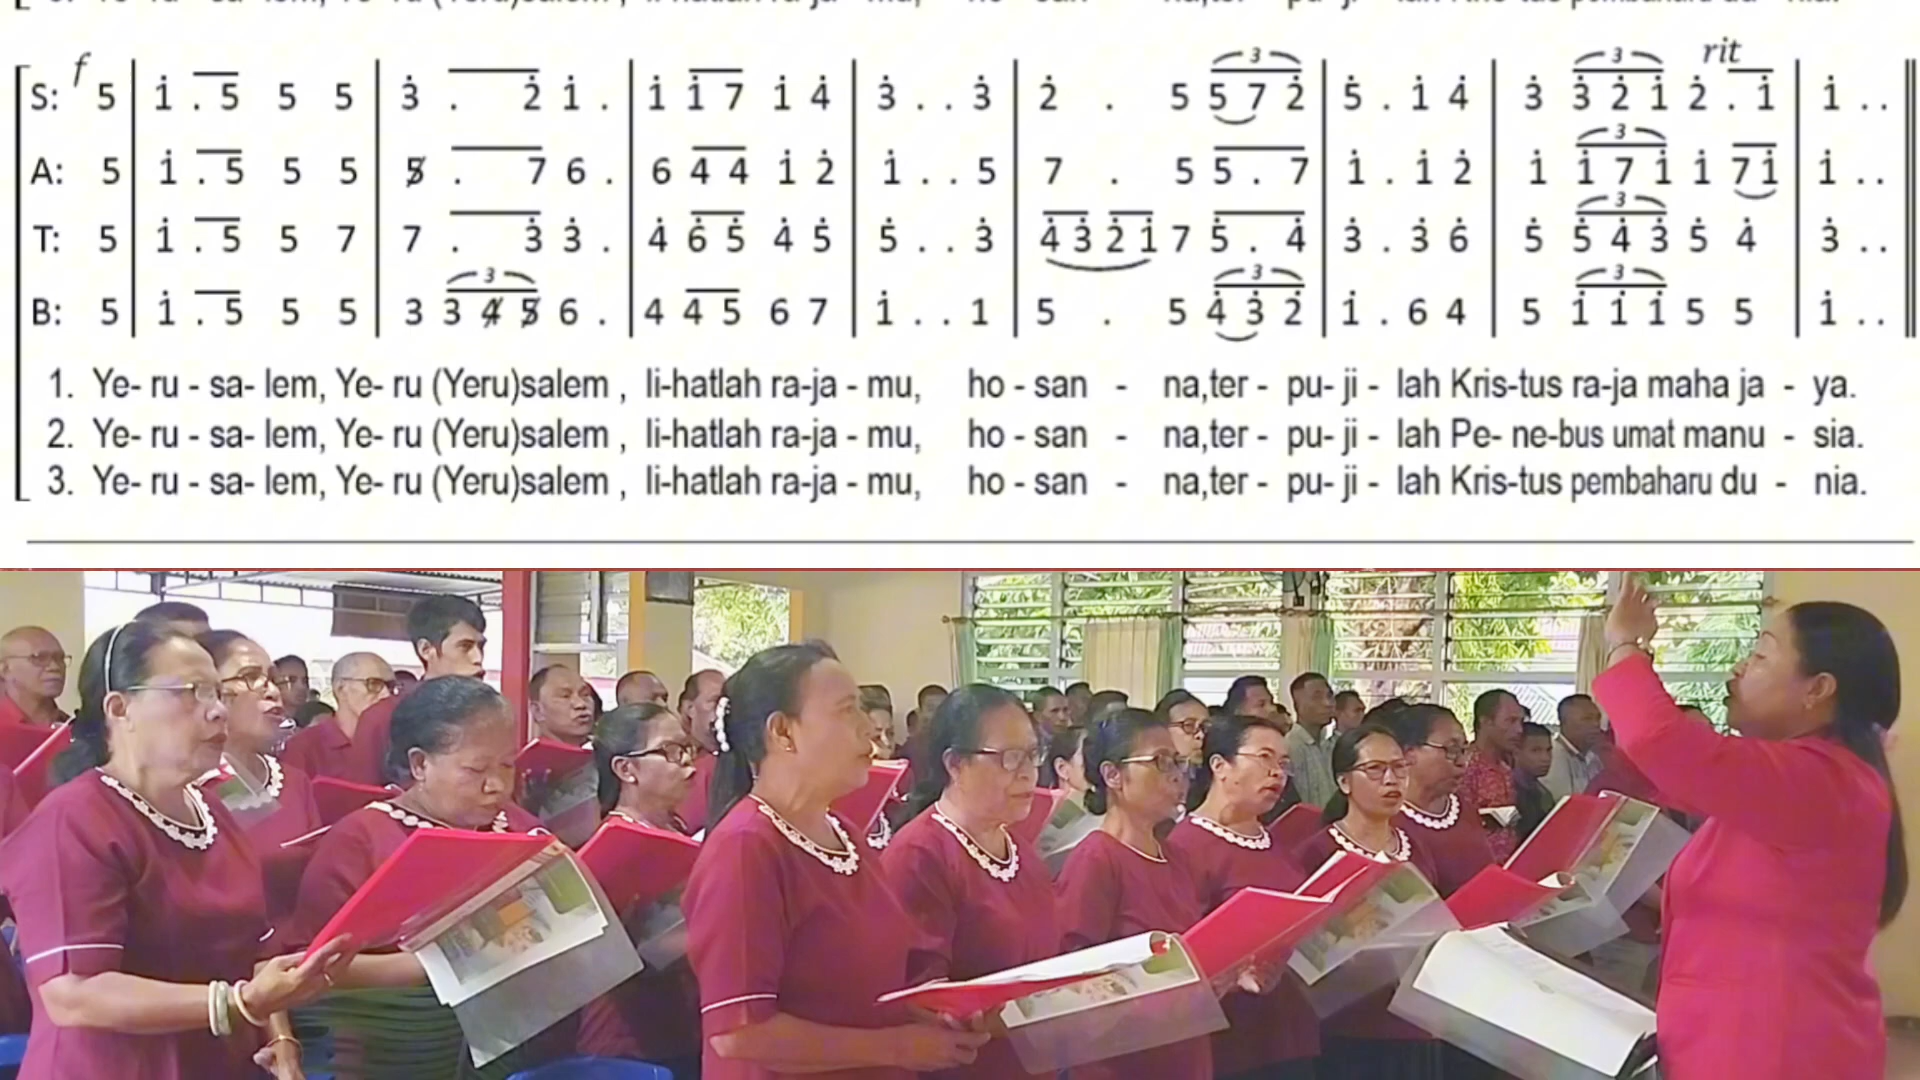 f rit
S: 5 | i̇ . 5 5 5 | 3̇ . 2̇ i̇ . | i̇ i̇ 7 i̇ 4̇ | 3̇ . . 3̇ | 2̇ . 5 5 7 2̇ | 5̇ . i̇ 4̇ | 3̇ 3̇ 2̇ i̇ 2̇ . i̇ | i̇ . . ||
A: 5 | i̇ . 5 5 5 | 5̸ . 7 6 . | 6 4 4 i̇ 2̇ | i̇ . . 5 | 7 . 5 5 . 7 | i̇ . i̇ 2̇ | i̇ i̇ 7 i̇ i̇ 7 i̇ | i̇ . . ||
T: 5 | i̇ . 5 5 7 | 7 . 3̇ 3̇ . | 4̇ 6̇ 5̇ 4̇ 5̇ | 5̇ . . 3̇ | 4̇ 3̇ 2̇ i̇ 7 5̇ . 4̇ | 3̇ . 3̇ 6̇ | 5̇ 5̇ 4̇ 3̇ 5̇ 4̇ | 3̇ . . ||
B: 5 | i̇ . 5 5 5 | 3 3 4̸ 5̸ 6 . | 4 4 5 6 7 | i̇ . . 1 | 5 . 5 4̇ 3̇ 2̇ | i̇ . 6 4 | 5 i̇ i̇ i̇ 5 5 | i̇ . . ||
1. Ye- ru - sa- lem, Ye- ru (Yeru)salem , li-hatlah ra-ja - mu, ho - san - na,ter - pu- ji - lah Kris-tus ra-ja maha ja - ya.
2. Ye- ru - sa- lem, Ye- ru (Yeru)salem , li-hatlah ra-ja - mu, ho - san - na,ter - pu- ji - lah Pe- ne-bus umat manu - sia.
3. Ye- ru - sa- lem, Ye- ru (Yeru)salem , li-hatlah ra-ja - mu, ho - san - na,ter - pu- ji - lah Kris-tus pembaharu du - nia.